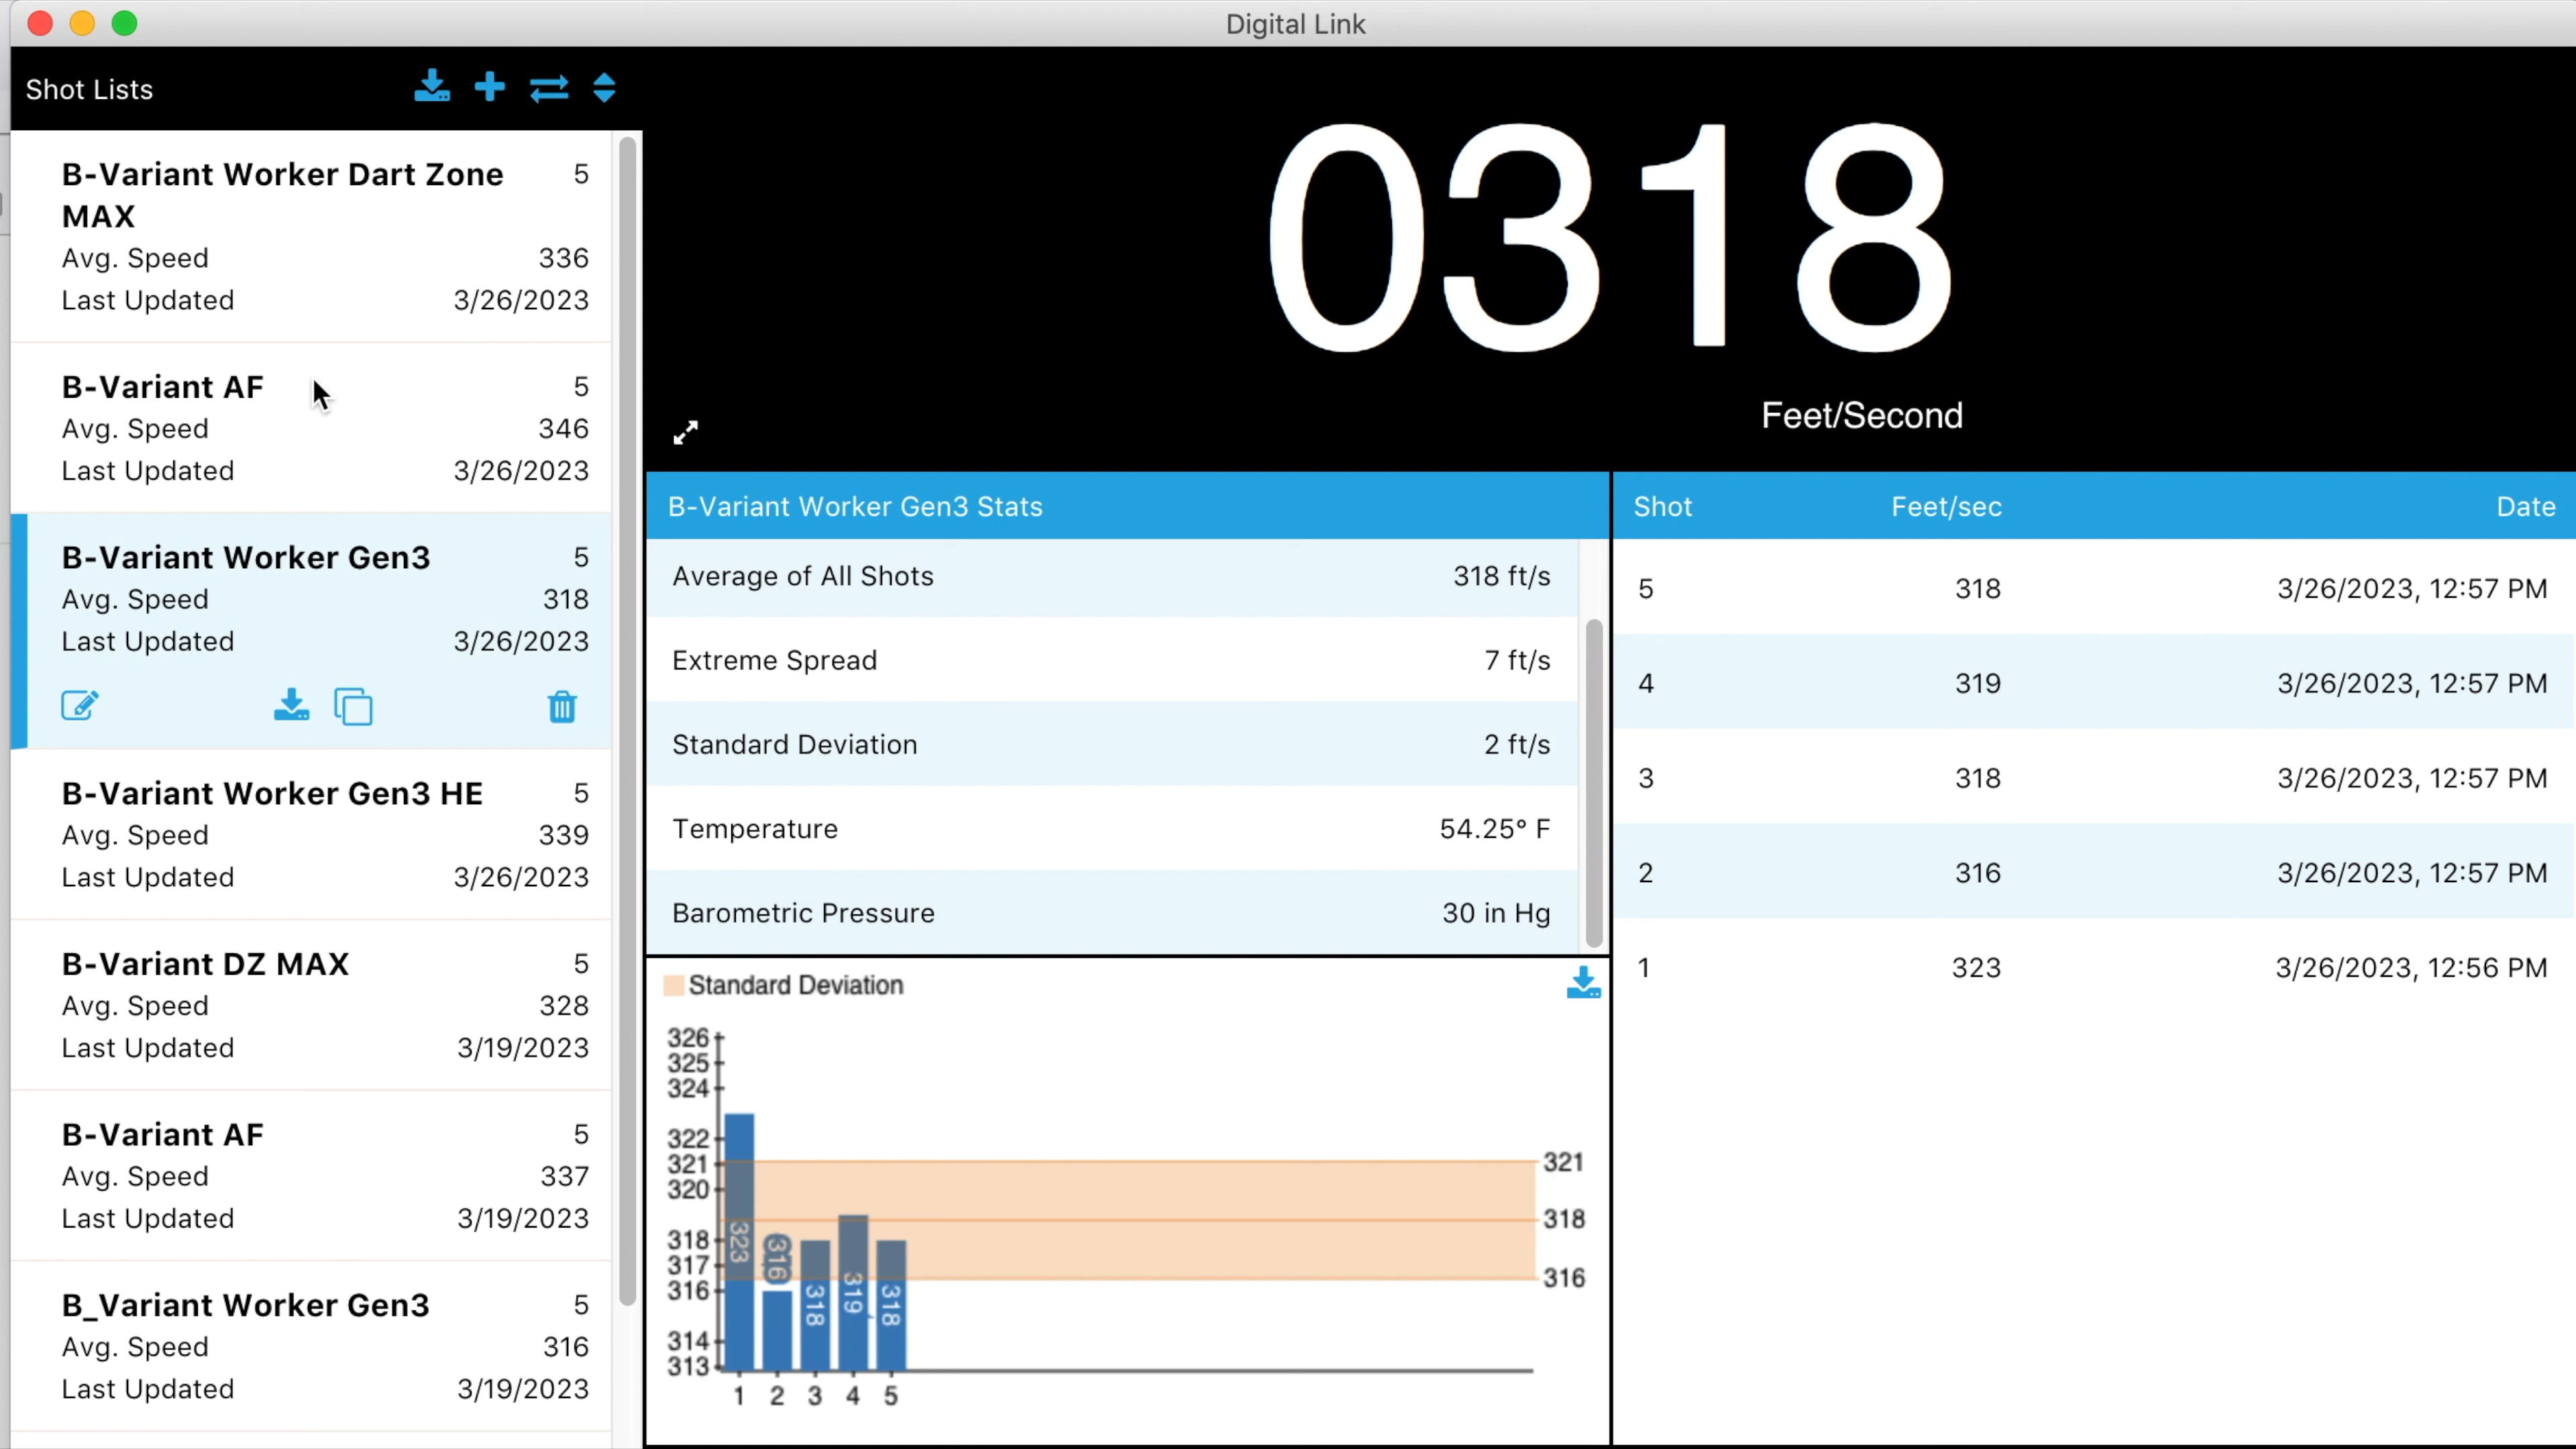 Digital Link
Shot Lists
B-Variant Worker Dart Zone 5
MAX
Avg. Speed 336
Last Updated 3/26/2023
B-Variant AF 5
Avg. Speed 346
Last Updated 3/26/2023
B-Variant Worker Gen3 5
Avg. Speed 318
Last Updated 3/26/2023
B-Variant Worker Gen3 HE 5
Avg. Speed 339
Last Updated 3/26/2023
B-Variant DZ MAX 5
Avg. Speed 328
Last Updated 3/19/2023
B-Variant AF 5
Avg. Speed 337
Last Updated 3/19/2023
B_Variant Worker Gen3 5
Avg. Speed 316
Last Updated 3/19/2023
0318
Feet/Second
B-Variant Worker Gen3 Stats
Average of All Shots 318 ft/s
Extreme Spread 7 ft/s
Standard Deviation 2 ft/s
Temperature 54.25° F
Barometric Pressure 30 in Hg
Standard Deviation
326
325
324
322
321
320
318
317
316
314
313
323
316
318
319
318
321
318
316
1 2 3 4 5
Shot Feet/sec Date
5 318 3/26/2023, 12:57 PM
4 319 3/26/2023, 12:57 PM
3 318 3/26/2023, 12:57 PM
2 316 3/26/2023, 12:57 PM
1 323 3/26/2023, 12:56 PM